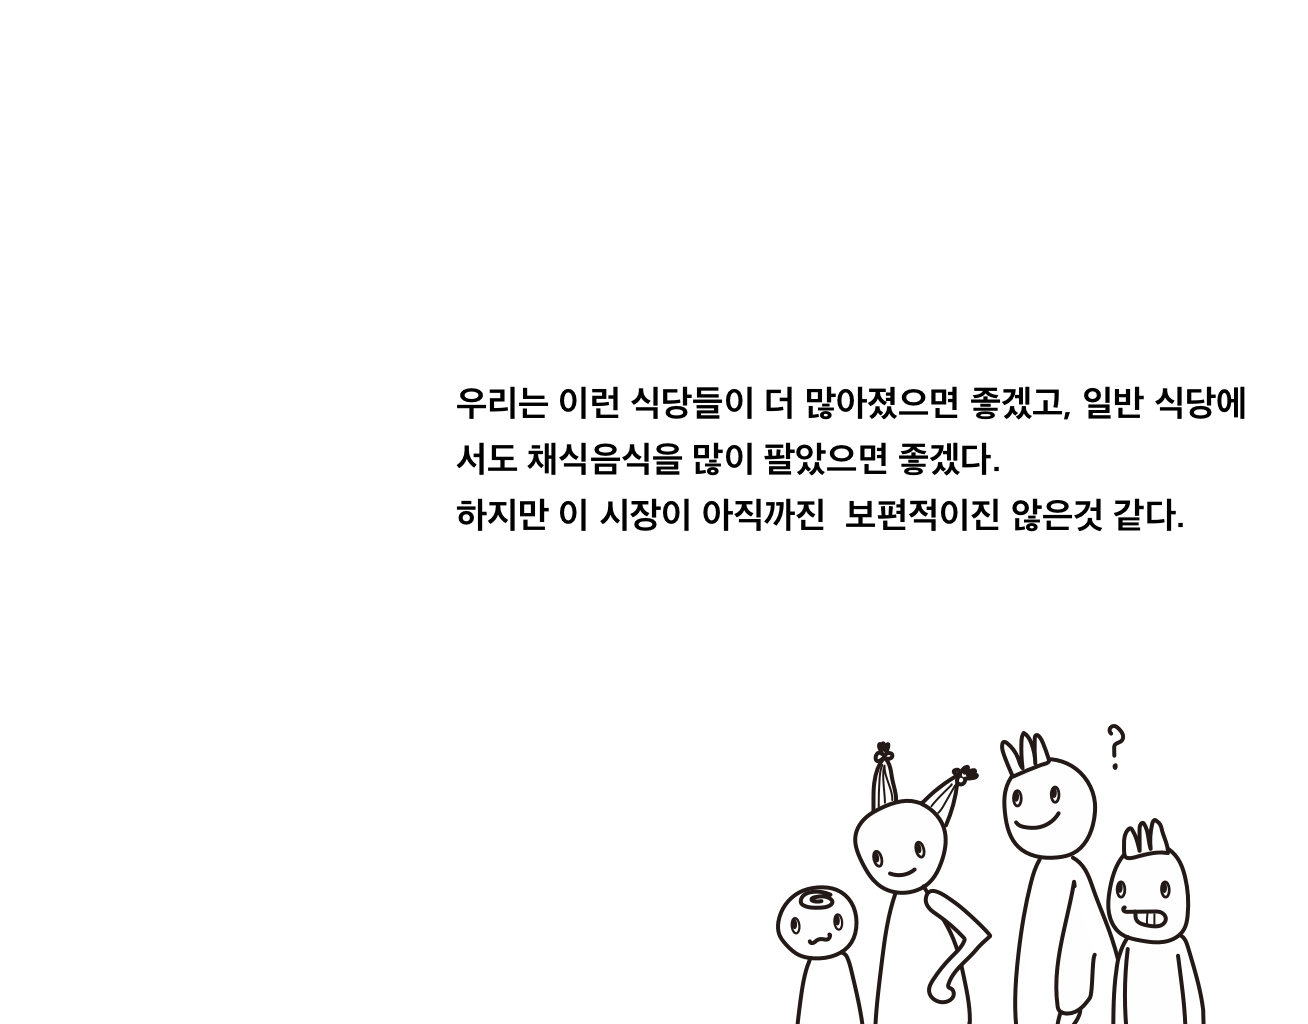 우리는 이런 식당들이 더 많아졌으면 좋겠고, 일반 식당에
서도 채식음식을 많이 팔았으면 좋겠다.
하지만 이 시장이 아직까진  보편적이진 않은것 같다.
?